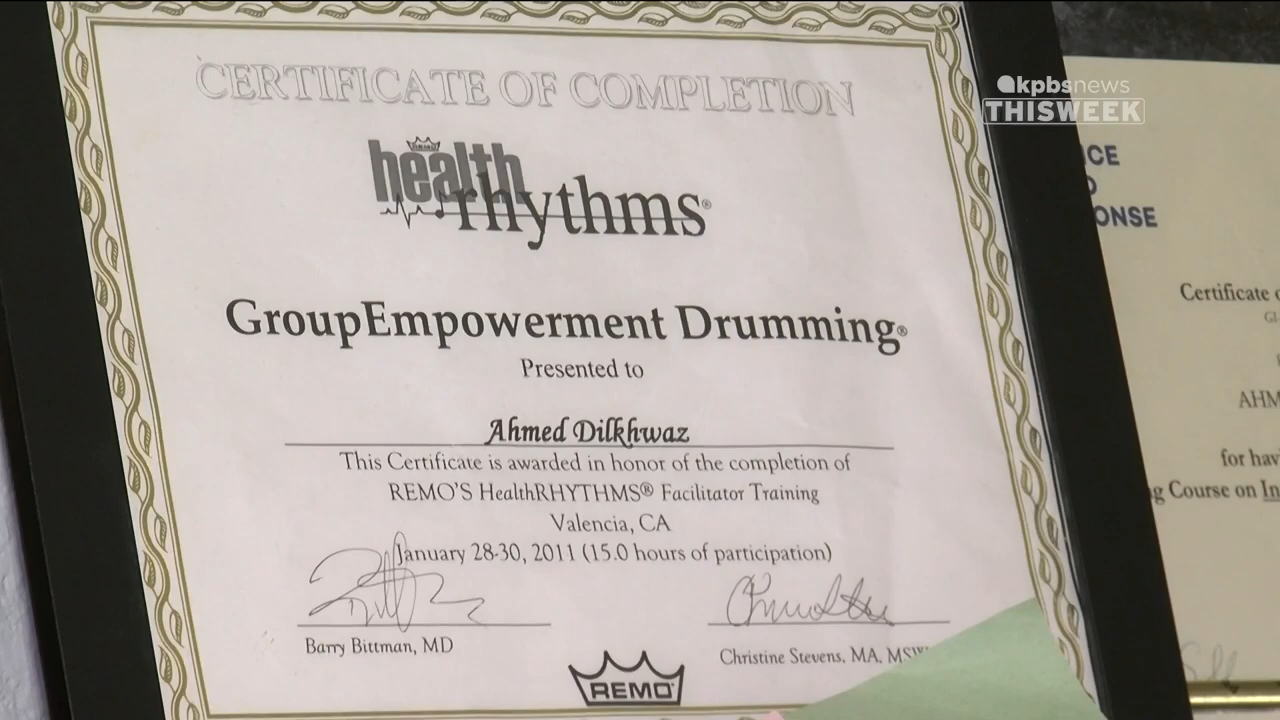 CERTIFICATE OF COMPLETION
REMO
health
rhythms®
GroupEmpowerment Drumming®
Presented to
Ahmed Dilkhwaz
This Certificate is awarded in honor of the completion of
REMO'S HealthRHYTHMS® Facilitator Training
Valencia, CA
January 28-30, 2011 (15.0 hours of participation)
Barry Bittman, MD
Christine Stevens, MA, MSW
REMO
kpbsnews
THISWEEK
CE
ONSE
Certificate
AHM
for hav
g Course on In